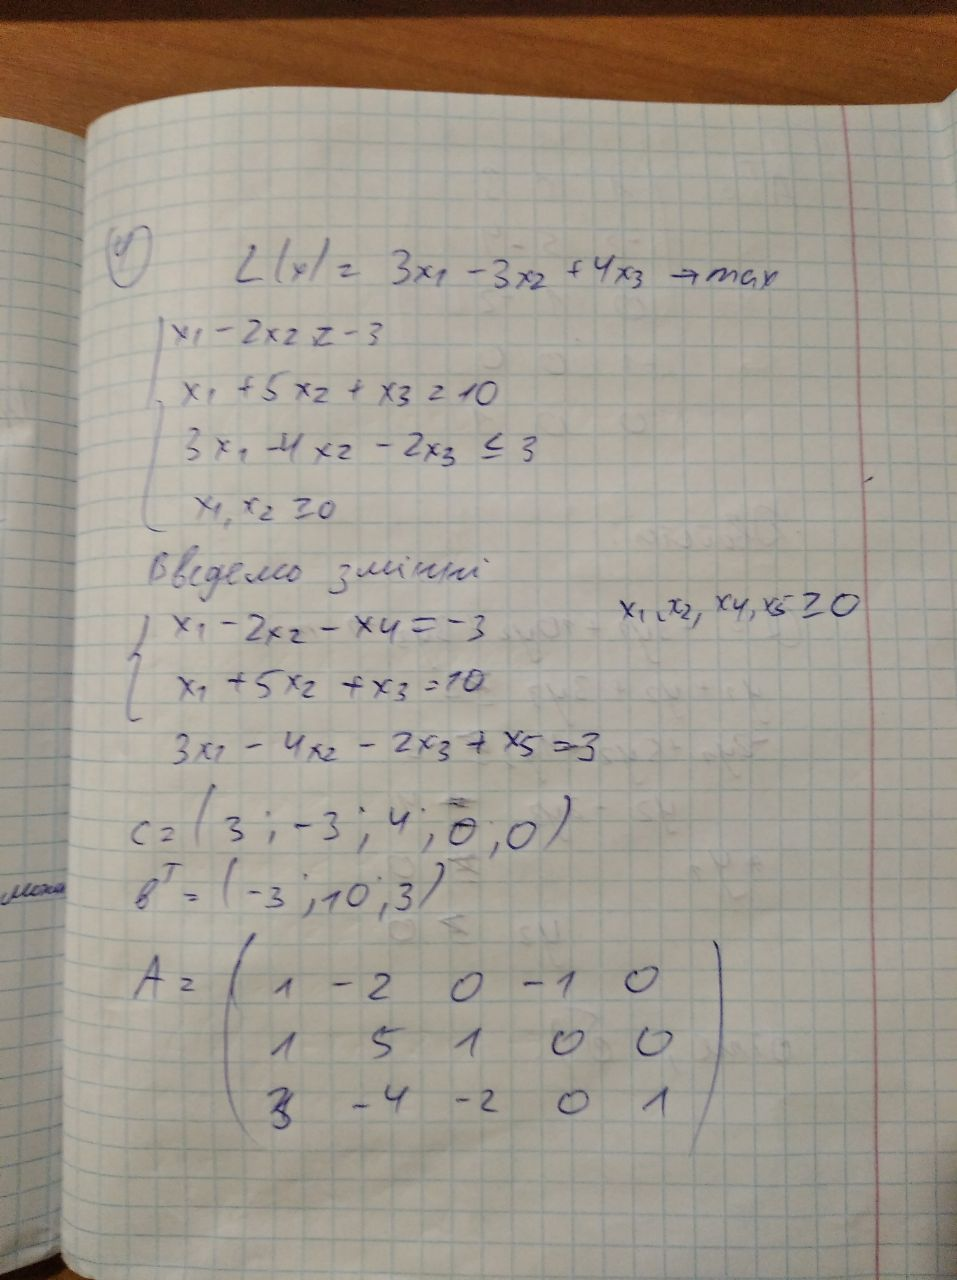 4) L(x) = 3x₁ - 3x₂ + 4x₃ → max
x₁ - 2x₂ ≥ -3
x₁ + 5x₂ + x₃ = 10
3x₁ - 4x₂ - 2x₃ ≤ 3
x₁, x₂ ≥ 0
Введемо змінні
x₁ - 2x₂ - x₄ = -3 x₁, x₂, x₄, x₅ ≥ 0
x₁ + 5x₂ + x₃ = 10
3x₁ - 4x₂ - 2x₃ + x₅ = 3
c = (3; -3; 4; 0; 0)
bᵀ = (-3; 10; 3)
A = ( 1 -2 0 -1 0
1 5 1 0 0
3 -4 -2 0 1 )